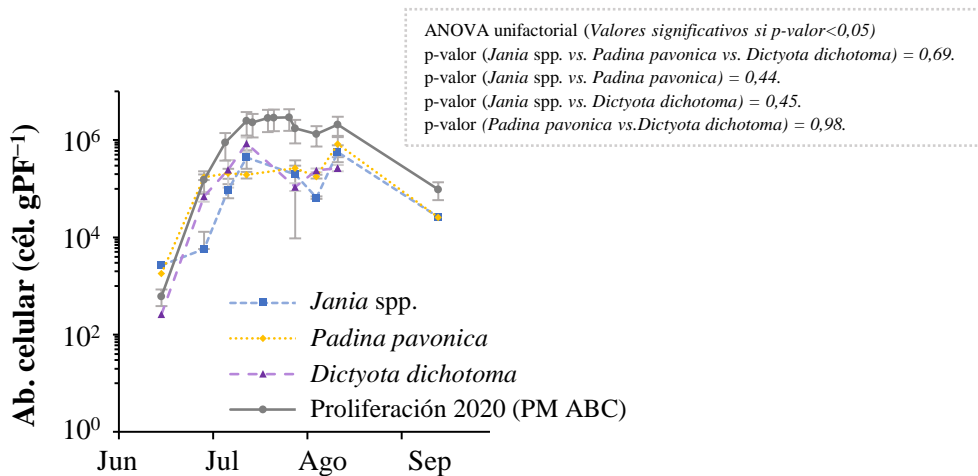 ANOVA unifactorial (Valores significativos si p-valor<0,05)
p-valor (Jania spp. vs. Padina pavonica vs. Dictyota dichotoma) = 0,69.
p-valor (Jania spp. vs. Padina pavonica) = 0,44.
p-valor (Jania spp. vs. Dictyota dichotoma) = 0,45.
p-valor (Padina pavonica vs.Dictyota dichotoma) = 0,98.
Ab. celular (cél. gPF⁻¹)
10⁶
10⁴
10²
10⁰
Jania spp.
Padina pavonica
Dictyota dichotoma
Proliferación 2020 (PM ABC)
Jun Jul Ago Sep